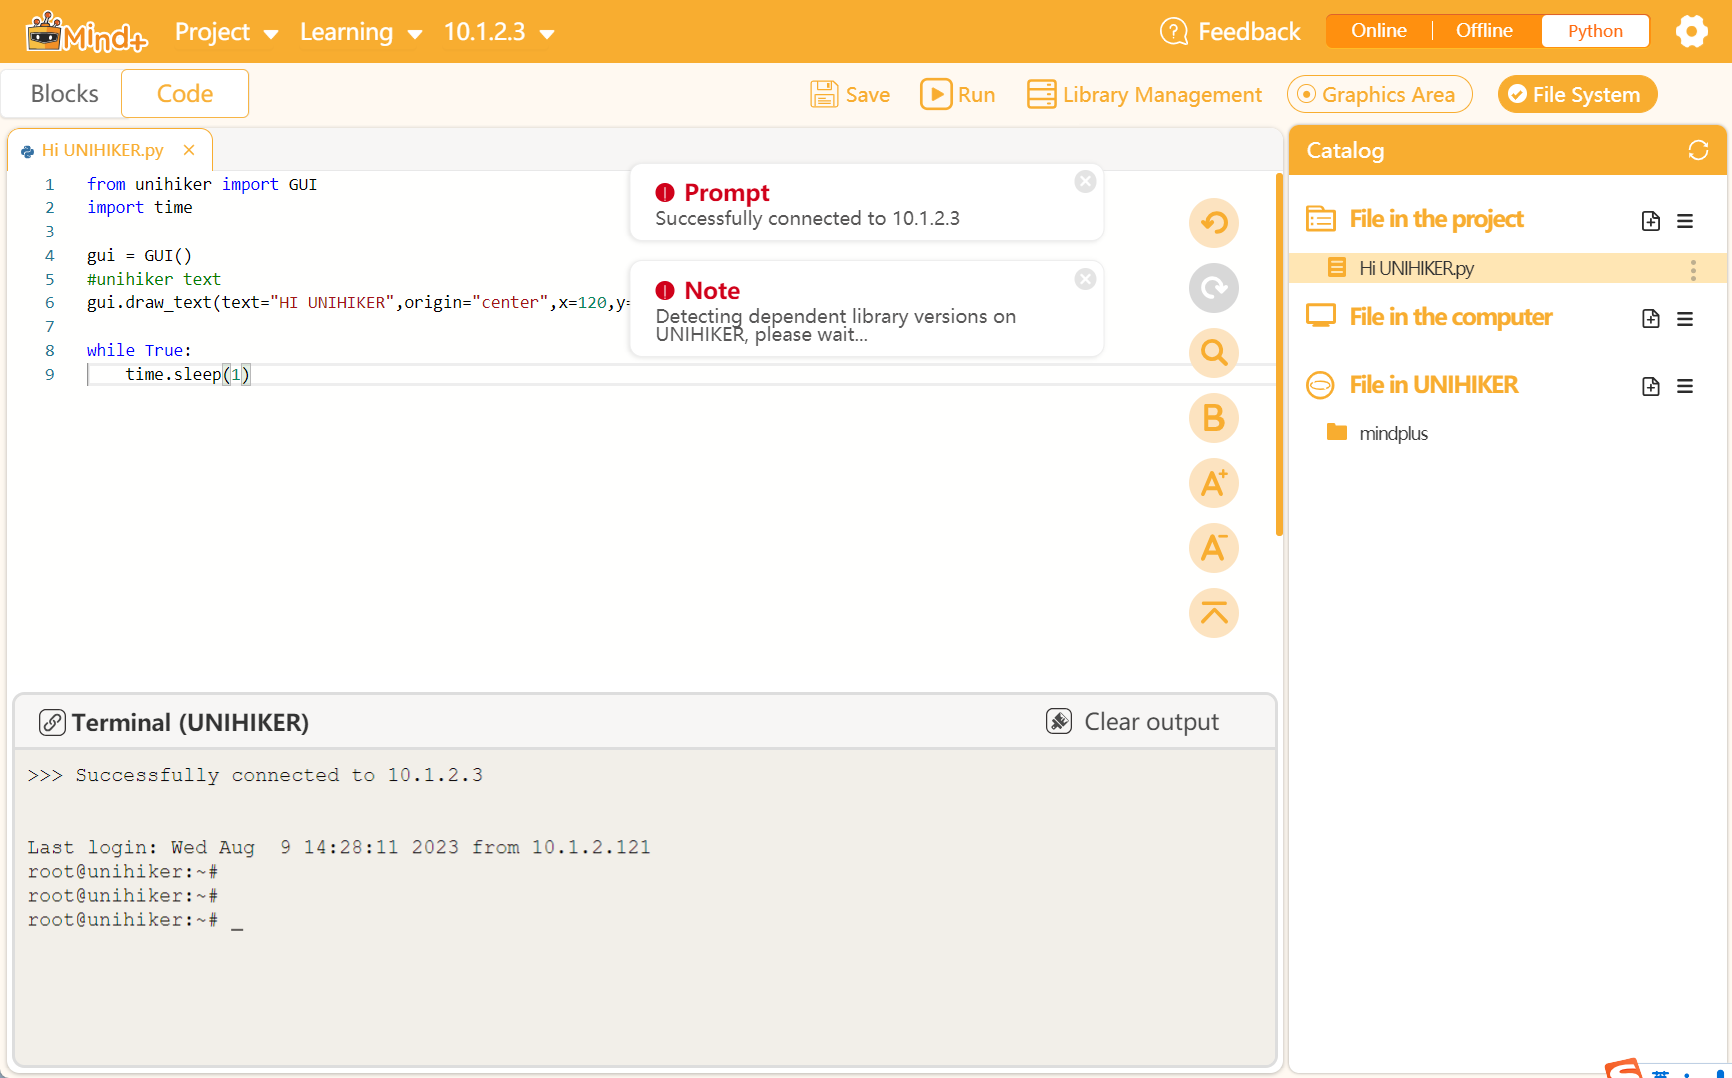 Mind+
Project
Learning
10.1.2.3
Feedback
Online
Offline
Python
Blocks
Code
Save
Run
Library Management
Graphics Area
File System
Hi UNIHIKER.py
1 from unihiker import GUI
2 import time
3
4 gui = GUI()
5 #unihiker text
6 gui.draw_text(text="HI UNIHIKER",origin="center",x=120,y=
7
8 while True:
9 time.sleep(1)
Prompt
Successfully connected to 10.1.2.3
Note
Detecting dependent library versions on
UNIHIKER, please wait...
B
A+
A-
Catalog
File in the project
Hi UNIHIKER.py
File in the computer
File in UNIHIKER
mindplus
Terminal (UNIHIKER)
Clear output
>>> Successfully connected to 10.1.2.3
Last login: Wed Aug  9 14:28:11 2023 from 10.1.2.121
root@unihiker:~#
root@unihiker:~#
root@unihiker:~# _